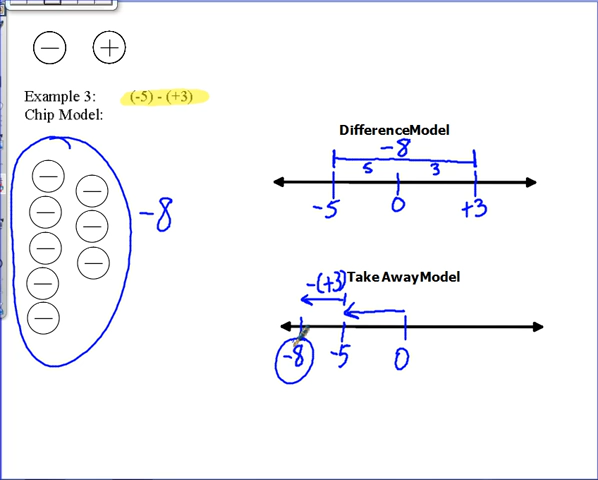 Example 3: (-5) - (+3)
Chip Model:
-8
DifferenceModel
-8
5 3
-5 0 +3
TakeAwayModel
-(+3)
-8 -5 0